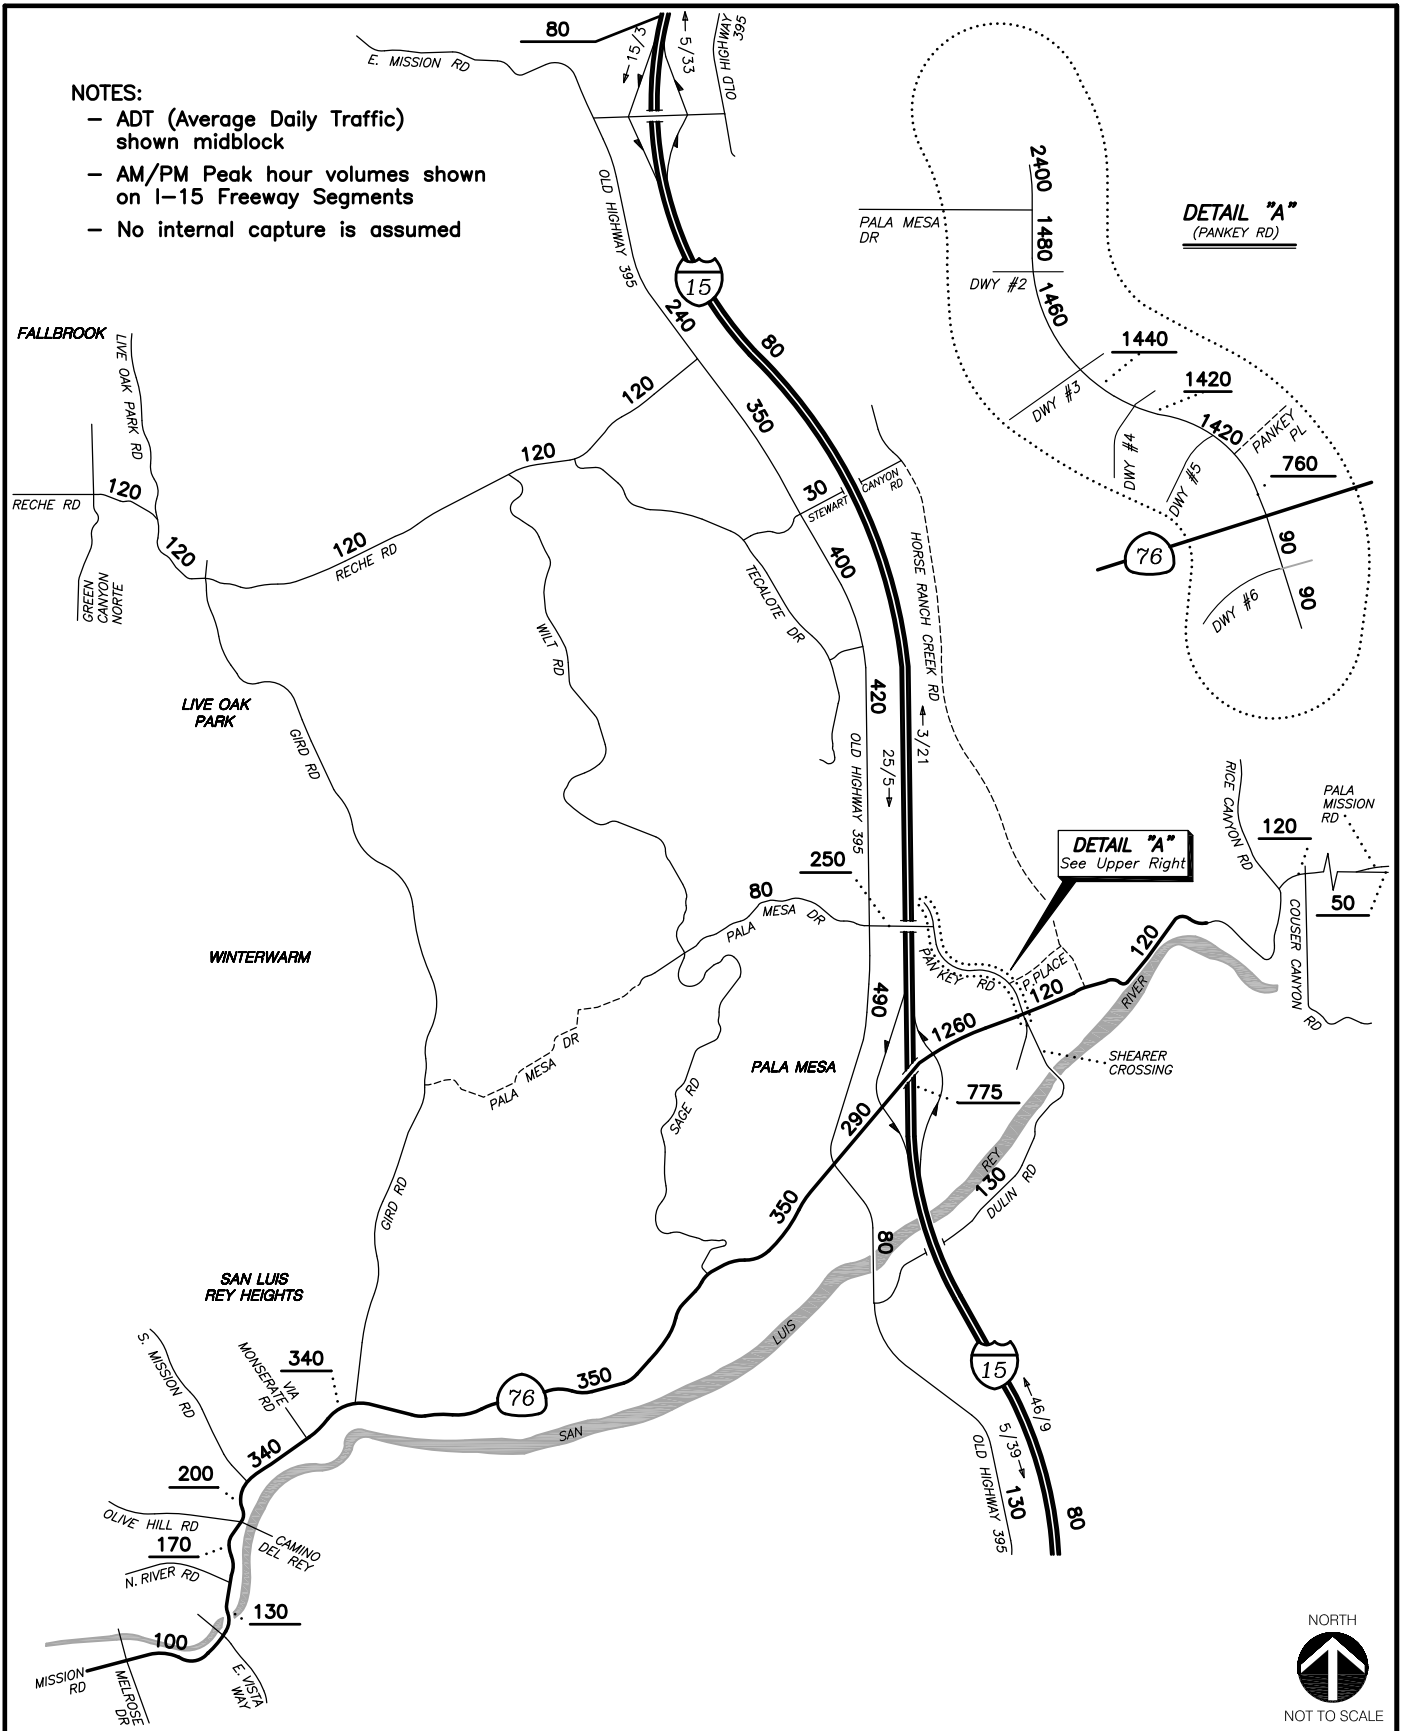 80
15/3
5/33
OLD HIGHWAY
395
E. MISSION RD
NOTES:
– ADT (Average Daily Traffic)
shown midblock
– AM/PM Peak hour volumes shown
on I–15 Freeway Segments
– No internal capture is assumed
OLD HIGHWAY 395
2400
1480
PALA MESA
DR
DETAIL "A"
(PANKEY RD)
DWY #2
1460
15
240
80
1440
1420
DWY #3
DWY #4
1420
DWY #5
PANKEY
PL
760
76
90
DWY #6
90
FALLBROOK
LIVE OAK PARK RD
120
350
120
120
RECHE RD
120
120
RECHE RD
GREEN
CANYON
NORTE
30
STEWART
CANYON
RD
400
TECALOTE DR
HORSE RANCH CREEK RD
WILT RD
LIVE OAK
PARK
GIRD RD
420
OLD HIGHWAY 395
25/5
3/21
RICE CANYON RD
PALA
MISSION
RD
120
50
COUSER CANYON
RD
DETAIL "A"
See Upper Right
250
80
PALA MESA DR
WINTERWARM
PANKEY RD
P.PLACE
120
120
RIVER
490
1260
PALA MESA DR
PALA MESA
SAGE RD
SHEARER
CROSSING
775
290
REY
130
DULIN RD
GIRD RD
350
80
SAN LUIS
REY HEIGHTS
LUIS
S. MISSION RD
MONSERATE
VIA
RD
340
76
350
15
SAN
46/9
5/39
OLD HIGHWAY 395
130
80
340
200
OLIVE HILL RD
CAMINO
DEL REY
170
N. RIVER RD
130
100
MISSION
RD
MELROSE
DR
E. VISTA
WAY
NORTH
NOT TO SCALE